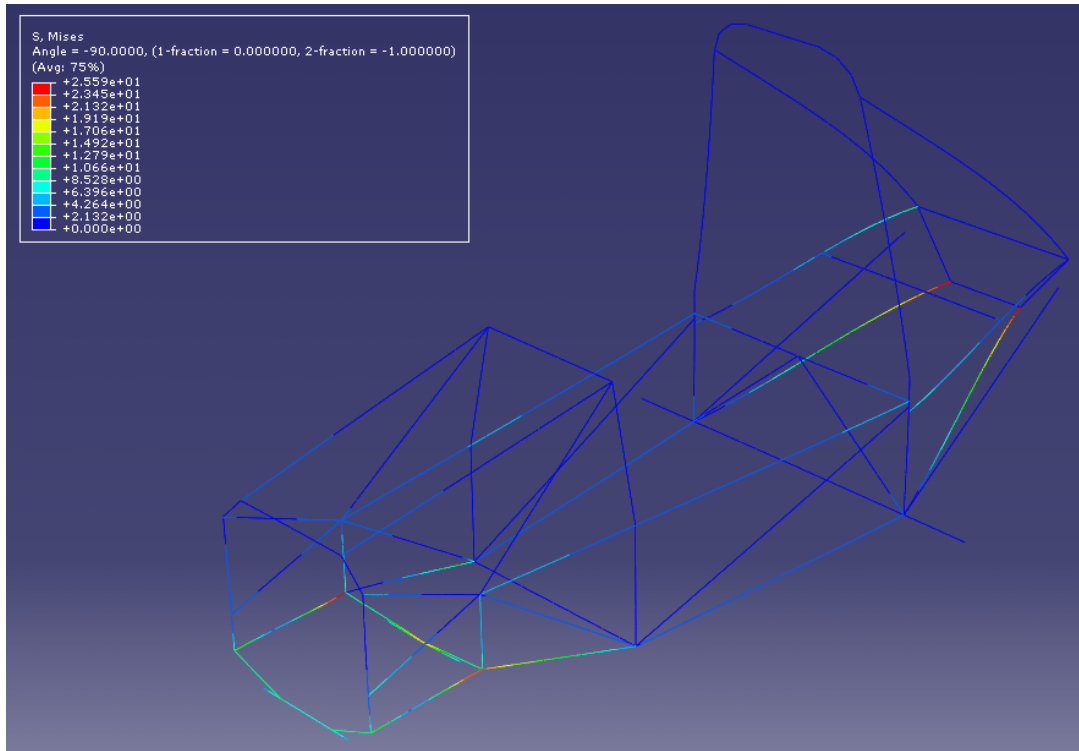 S, Mises
Angle = -90.0000, (1-fraction = 0.000000, 2-fraction = -1.000000)
(Avg: 75%)
+2.559e+01
+2.345e+01
+2.132e+01
+1.919e+01
+1.706e+01
+1.492e+01
+1.279e+01
+1.066e+01
+8.528e+00
+6.396e+00
+4.264e+00
+2.132e+00
+0.000e+00